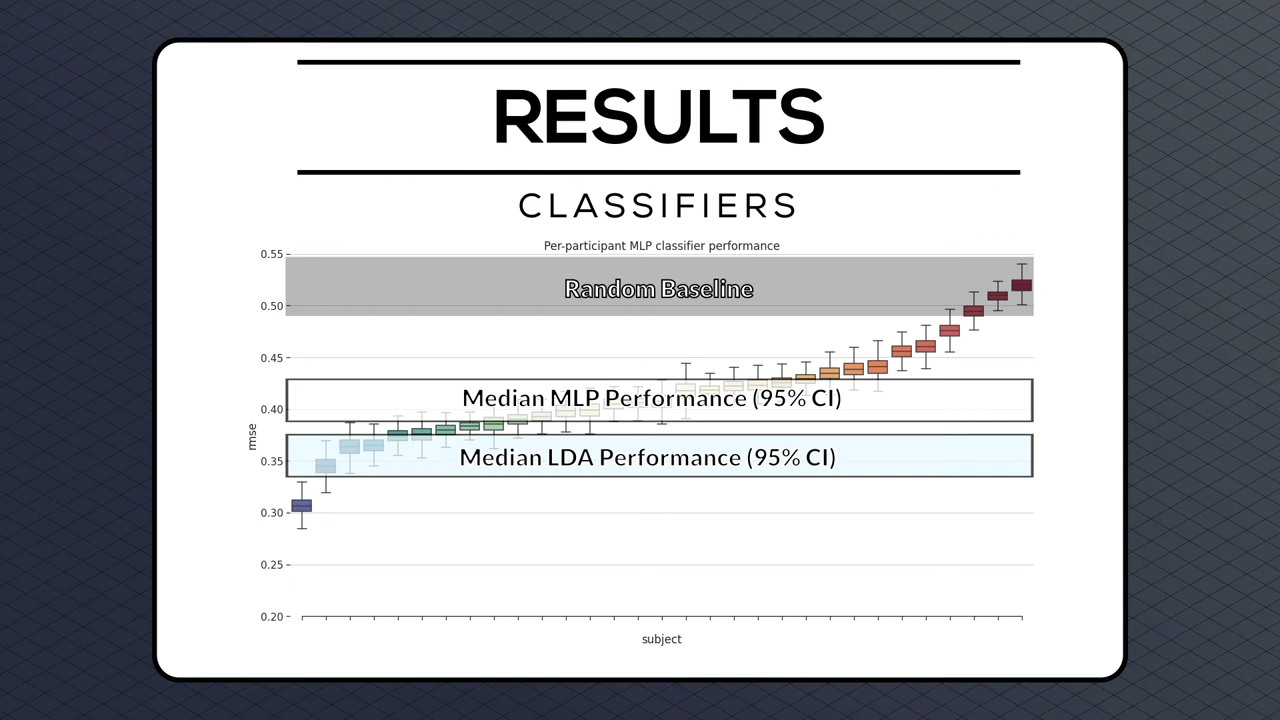 RESULTS
CLASSIFIERS
Per-participant MLP classifier performance
0.55
Random Baseline
0.50
0.45
Median MLP Performance (95% CI)
0.40
rmse
Median LDA Performance (95% CI)
0.35
0.30
0.25
0.20
subject